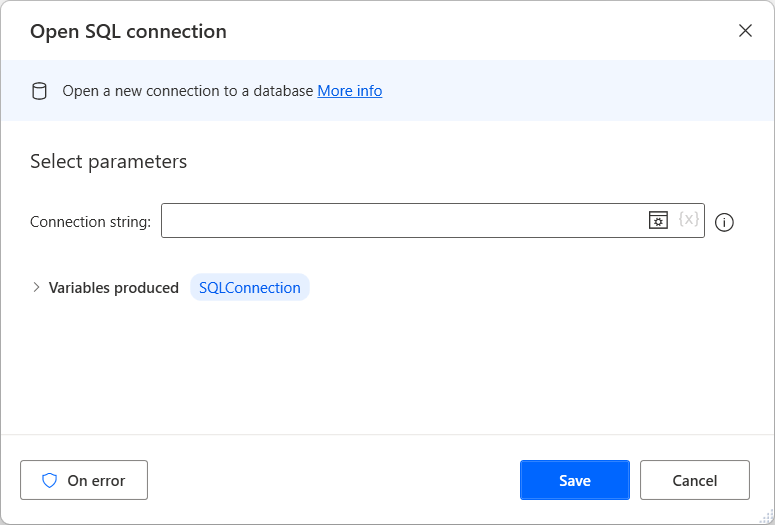 Open SQL connection
Open a new connection to a database More info
Select parameters
Connection string:
{x}
Variables produced SQLConnection
On error
Save
Cancel